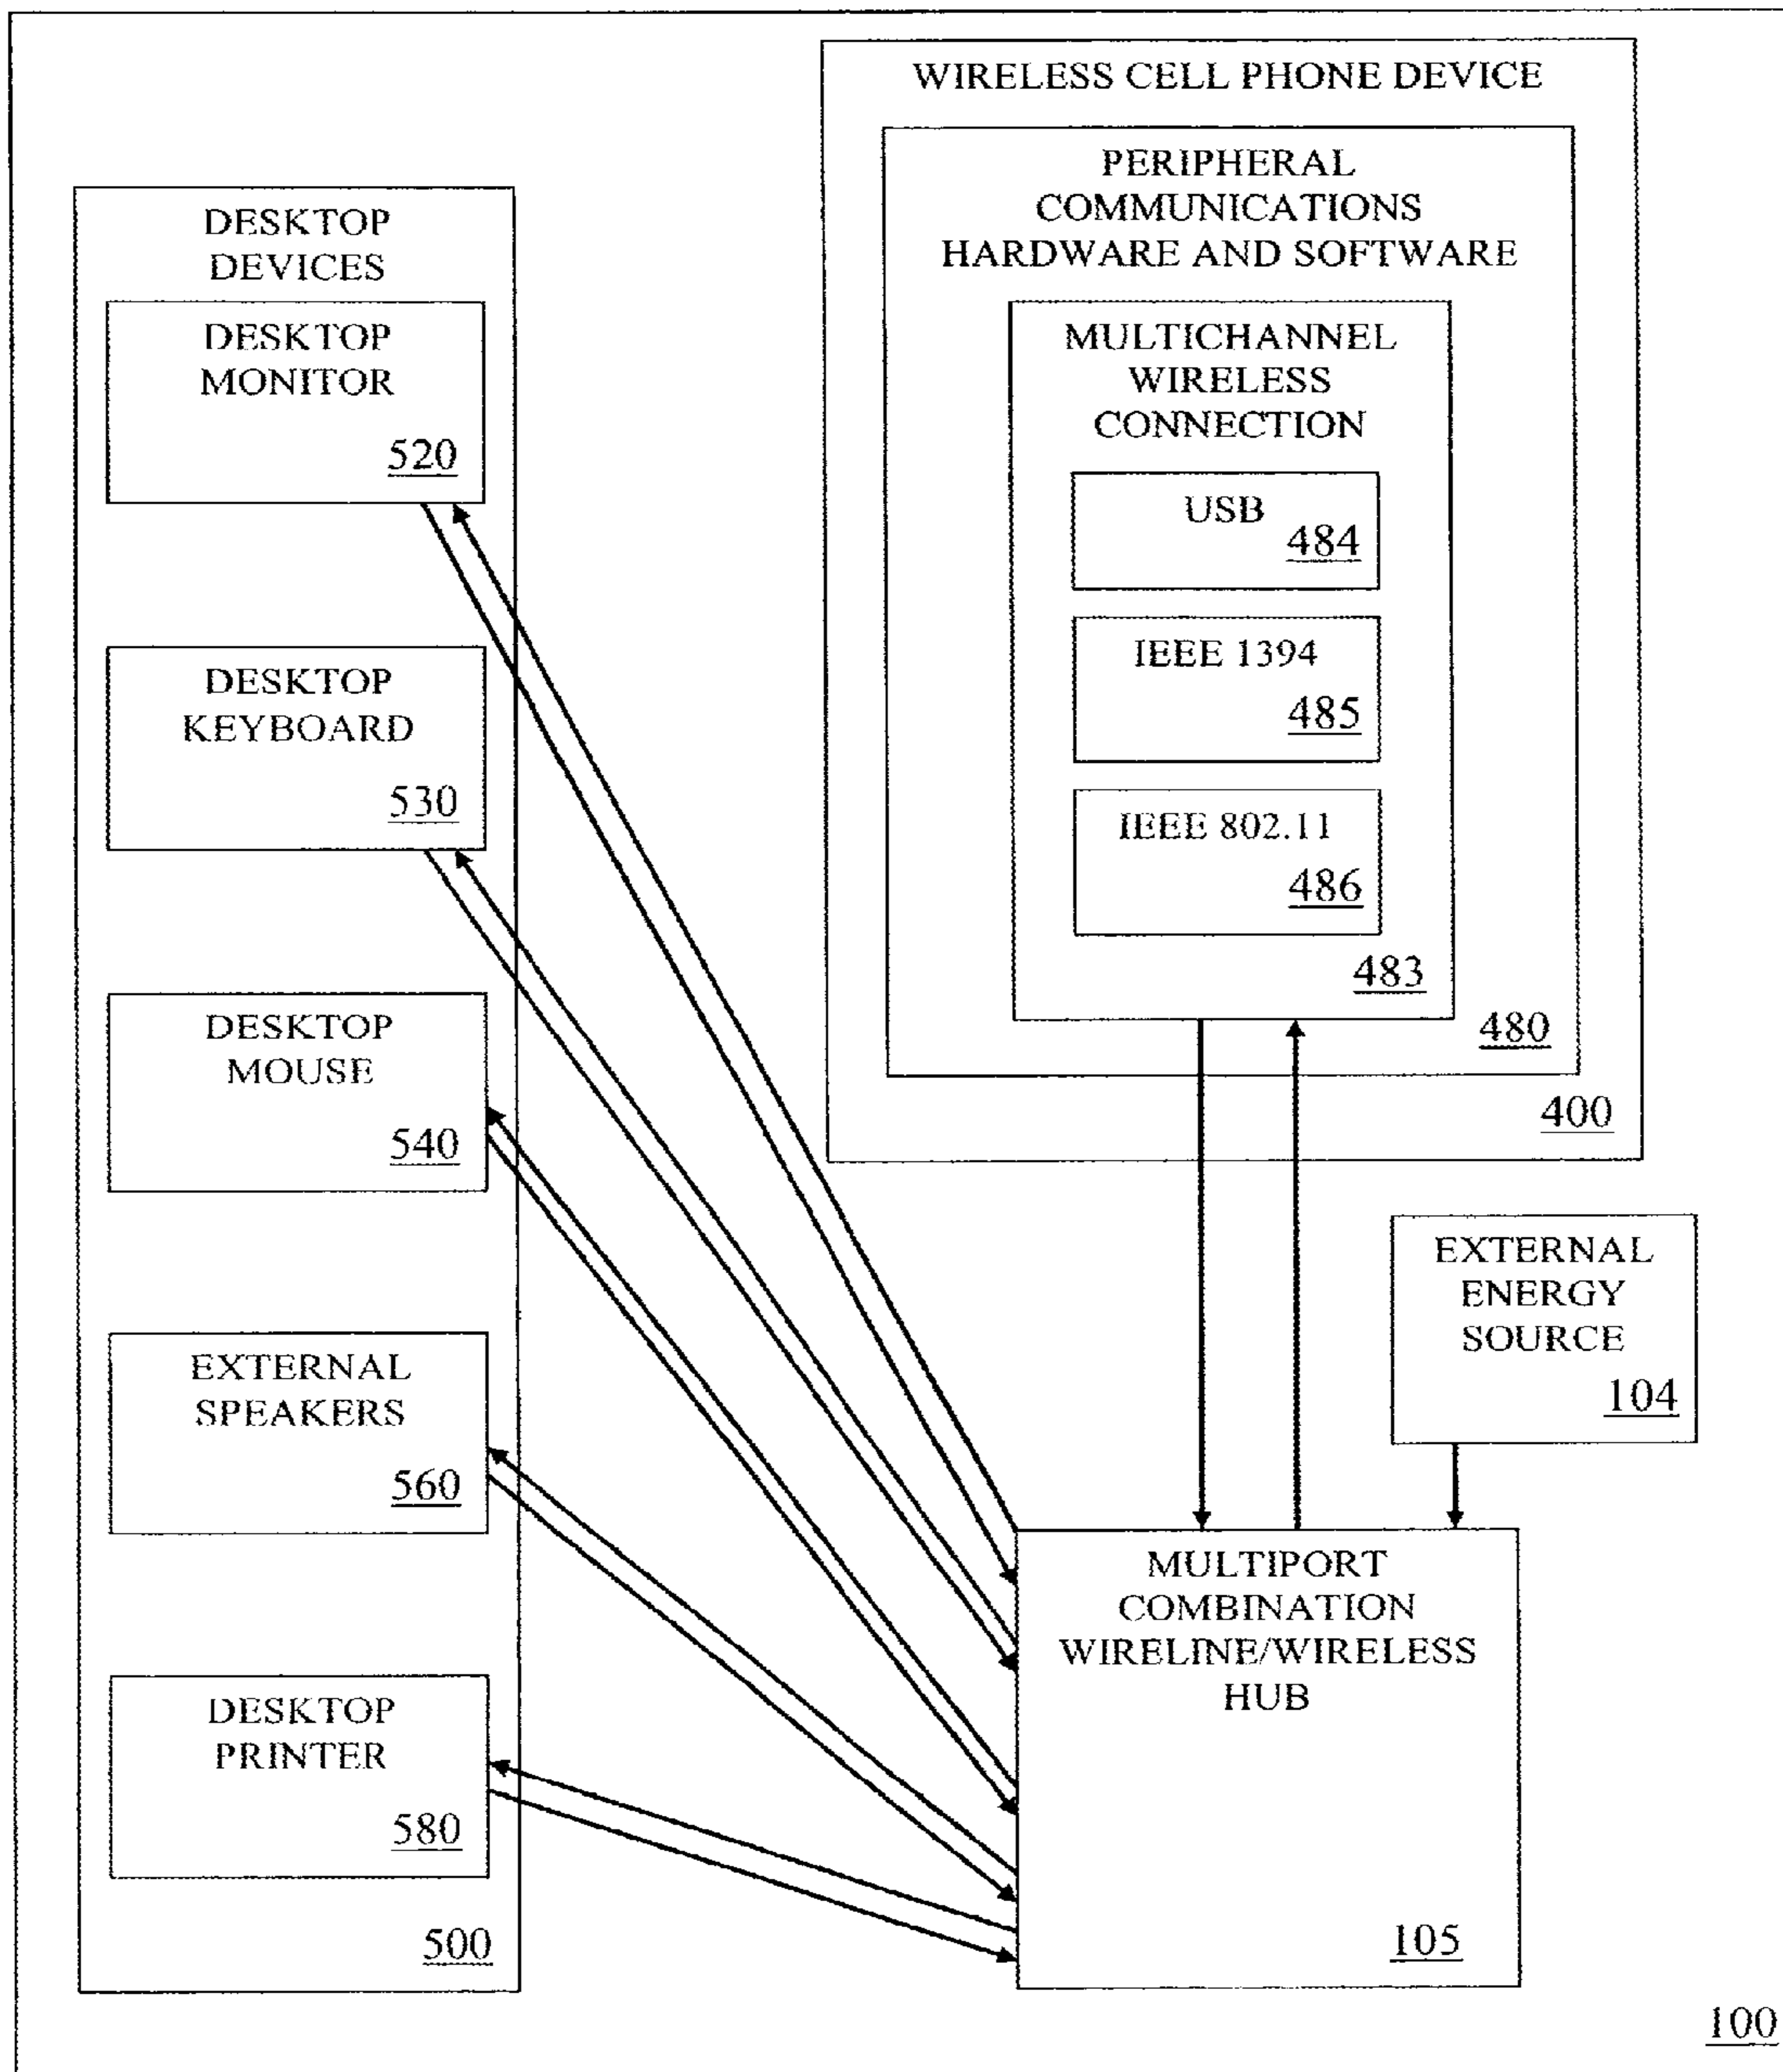 DESKTOP
DEVICES
DESKTOP
MONITOR
520
DESKTOP
KEYBOARD
530
DESKTOP
MOUSE
540
EXTERNAL
SPEAKERS
560
DESKTOP
PRINTER
580
500
WIRELESS CELL PHONE DEVICE
PERIPHERAL
COMMUNICATIONS
HARDWARE AND SOFTWARE
MULTICHANNEL
WIRELESS
CONNECTION
USB
484
IEEE 1394
485
IEEE 802.11
486
483
480
400
EXTERNAL
ENERGY
SOURCE
104
MULTIPORT
COMBINATION
WIRELINE/WIRELESS
HUB
105
100